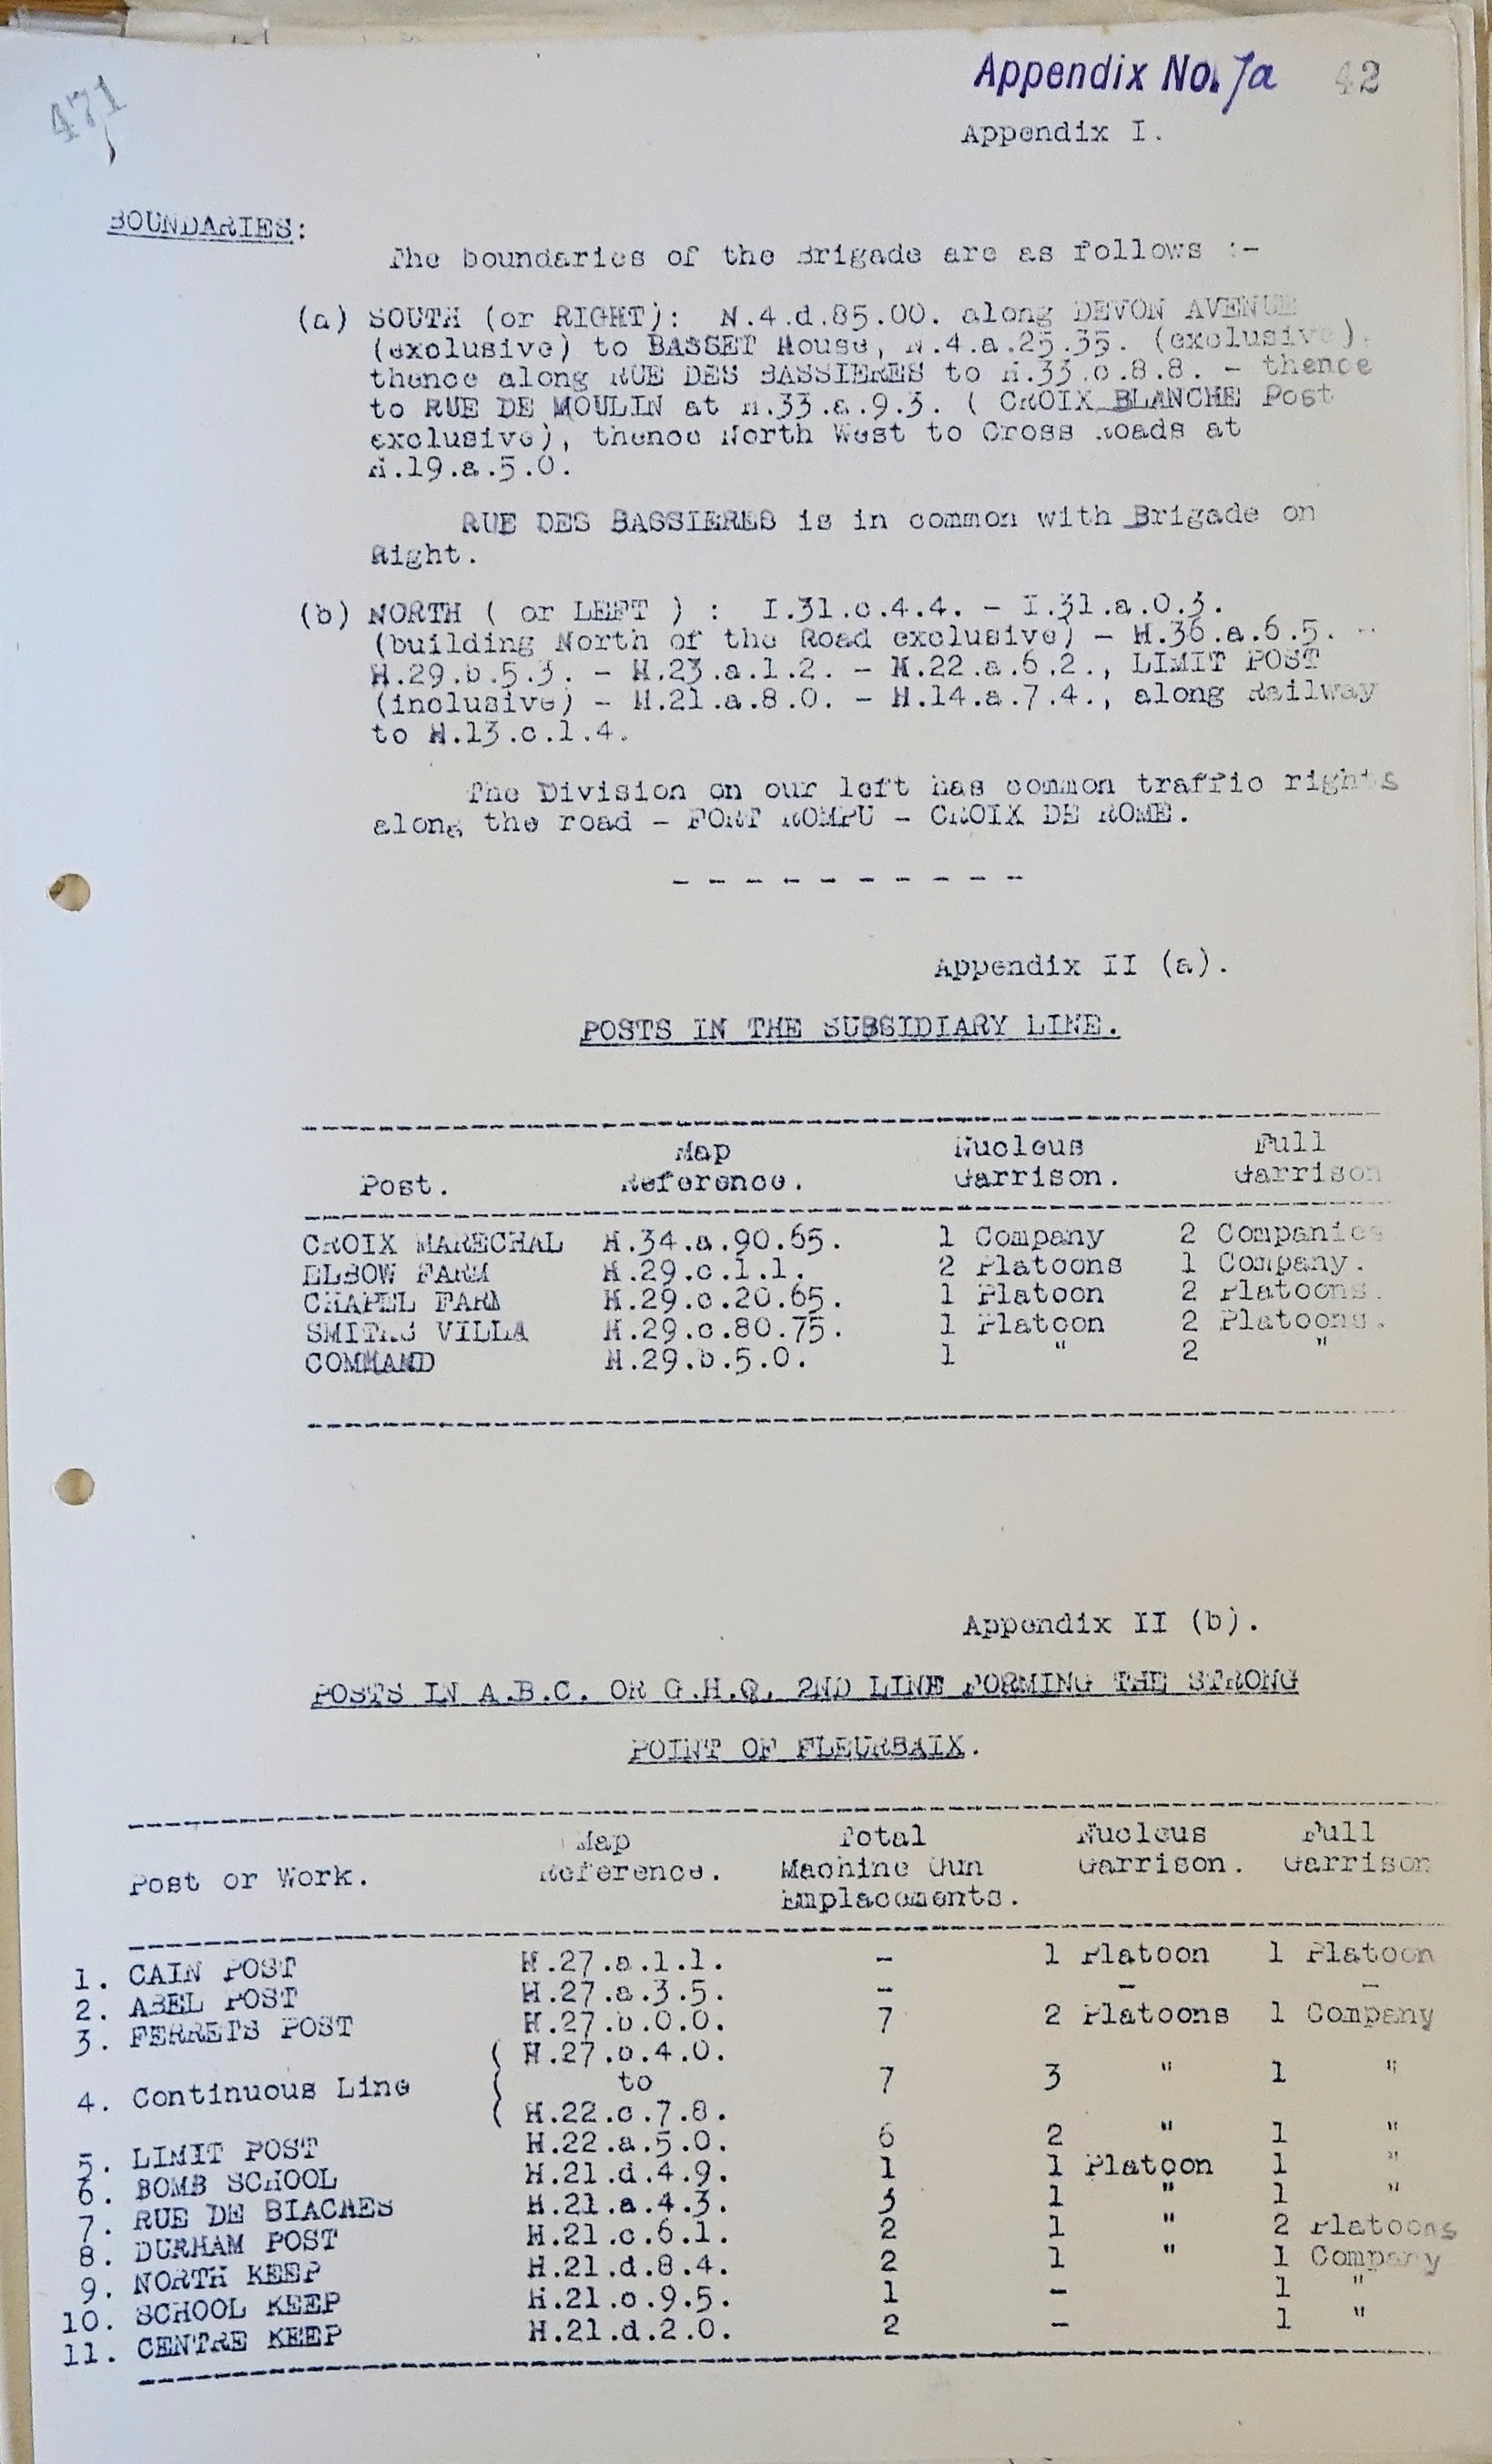 Appendix No. 7a 42
471
Appendix I.
BOUNDARIES:
The boundaries of the Brigade are as follows :-
(a) SOUTH (or RIGHT): N.4.d.85.00. along DEVON AVENUE
(exclusive) to BASSET House, N.4.a.25.35. (exclusive),
thence along RUE DES BASSIERES to H.33.c.8.8. - thence
to RUE DE MOULIN at H.33.a.9.3. ( CROIX BLANCHE Post
exclusive), thence North West to Cross Roads at
H.19.a.5.0.
RUE DES BASSIERES is in common with Brigade on
Right.
(b) NORTH ( or LEFT ) : I.31.c.4.4. - I.31.a.0.3.
(building North of the Road exclusive) - H.36.a.6.5. -
H.29.b.5.3. - H.23.a.1.2. - H.22.a.6.2., LIMIT POST
(inclusive) - H.21.a.8.0. - H.14.a.7.4., along Railway
to H.13.c.1.4.
The Division on our left has common traffic rights
along the road - FORT ROMPU - CROIX DE ROME.
- - - - - - - - - -
Appendix II (a).
POSTS IN THE SUBSIDIARY LINE.
Map Nucleus Full
Post. Reference. Garrison. Garrison
CROIX MARECHAL H.34.a.90.65. 1 Company 2 Companies
ELBOW FARM H.29.c.1.1. 2 Platoons 1 Company.
CHAPEL FARM H.29.c.20.65. 1 Platoon 2 Platoons.
SMITHS VILLA H.29.c.80.75. 1 Platoon 2 Platoons.
COMMAND H.29.b.5.0. 1 " 2 "
Appendix II (b).
POSTS IN A.B.C. OR G.H.Q. 2ND LINE FORMING THE STRONG
POINT OF FLEURBAIX.
Map Total Nucleus Full
Post or Work. Reference. Machine Gun Garrison. Garrison
Emplacements.
1. CAIN POST H.27.a.1.1. - 1 Platoon 1 Platoon
2. ABEL POST H.27.a.3.5. - - -
3. FERRETS POST H.27.b.0.0. 7 2 Platoons 1 Company
( H.27.b.4.0.
4. Continuous Line ( to 7 3 " 1 "
( H.22.c.7.8.
5. LIMIT POST H.22.a.5.0. 6 2 " 1 "
6. BOMB SCHOOL H.21.d.4.9. 1 1 Platoon 1 "
7. RUE DE BIACHES H.21.a.4.3. 3 1 " 1 "
8. DURHAM POST H.21.c.6.1. 2 1 " 2 Platoons
9. NORTH KEEP H.21.d.8.4. 2 1 " 1 Company
10. SCHOOL KEEP H.21.c.9.5. 1 - 1 "
11. CENTRE KEEP H.21.d.2.0. 2 - 1 "